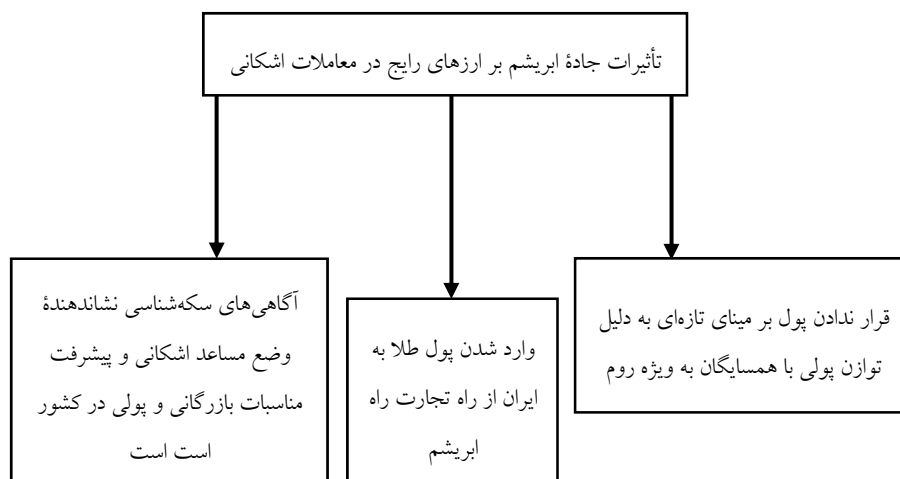 تأثیرات جادۀ ابریشم بر ارزهای رایج در معاملات اشکانی
قرار ندادن پول بر مبنای تازه‌ای به دلیل
توازن پولی با همسایگان به ویژه روم
وارد شدن پول طلا به
ایران از راه تجارت راه
ابریشم
آگاهی‌های سکه‌شناسی نشاندهندۀ
وضع مساعد اشکانی و پیشرفت
مناسبات بازرگانی و پولی در کشور
است است